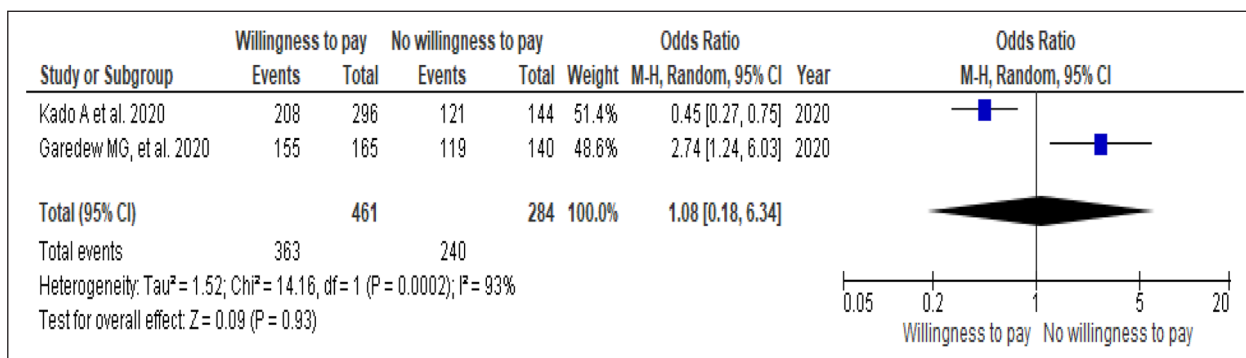 Willingness to pay No willingness to pay Odds Ratio Odds Ratio
Study or Subgroup Events Total Events Total Weight M-H, Random, 95% CI Year M-H, Random, 95% CI
Kado A et al. 2020 208 296 121 144 51.4% 0.45 [0.27, 0.75] 2020
Garedew MG, et al. 2020 155 165 119 140 48.6% 2.74 [1.24, 6.03] 2020
Total (95% CI) 461 284 100.0% 1.08 [0.18, 6.34]
Total events 363 240
Heterogeneity: Tau² = 1.52; Chi² = 14.16, df = 1 (P = 0.0002); I² = 93%
Test for overall effect: Z = 0.09 (P = 0.93)
0.05 0.2 1 5 20
Willingness to pay No willingness to pay